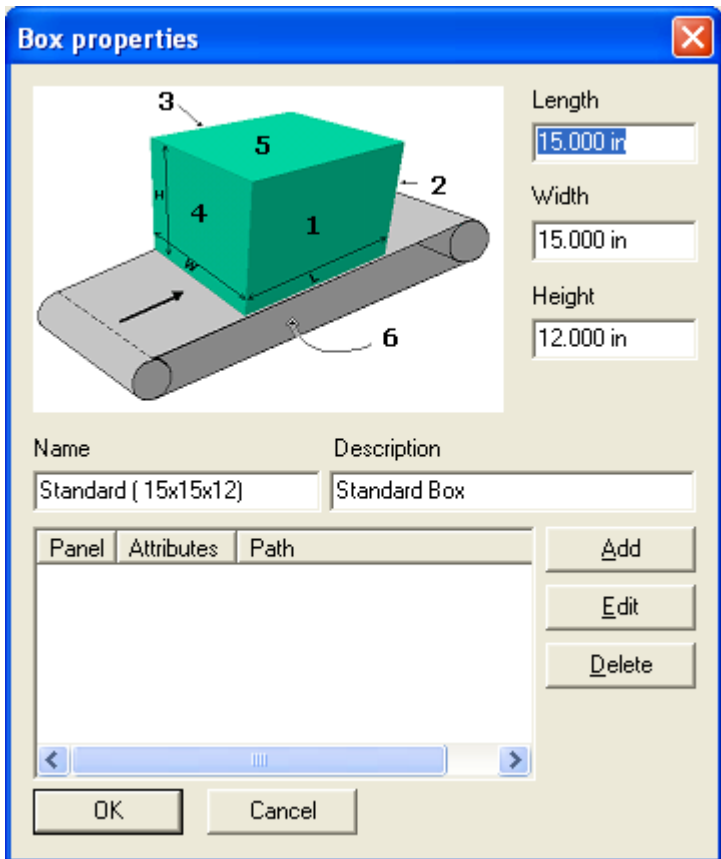 Box properties
3
5
2
H
4
1
W
L
6
Length
15.000 in
Width
15.000 in
Height
12.000 in
Name
Description
Standard ( 15x15x12)
Standard Box
Panel Attributes Path
Add
Edit
Delete
OK
Cancel